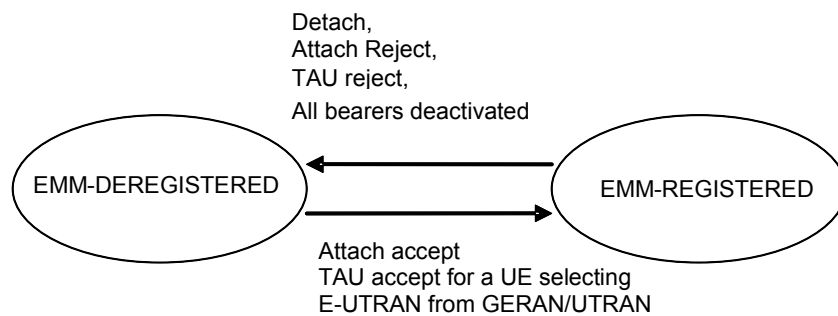 Detach,
Attach Reject,
TAU reject,
All bearers deactivated
EMM-DEREGISTERED
EMM-REGISTERED
Attach accept
TAU accept for a UE selecting
E-UTRAN from GERAN/UTRAN